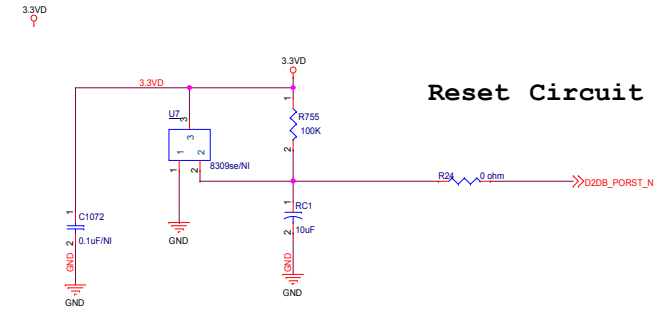 3.3VD
3.3VD
3.3VD
Reset Circuit
U7
3
3
1
2
1
2
8309se/NI
1
R755
100K
2
R24
0 ohm
D2DB_PORST_N
1
C1072
2
0.1uF/NI
GND
GND
GND
1
RC1
2
10uF
GND
GND